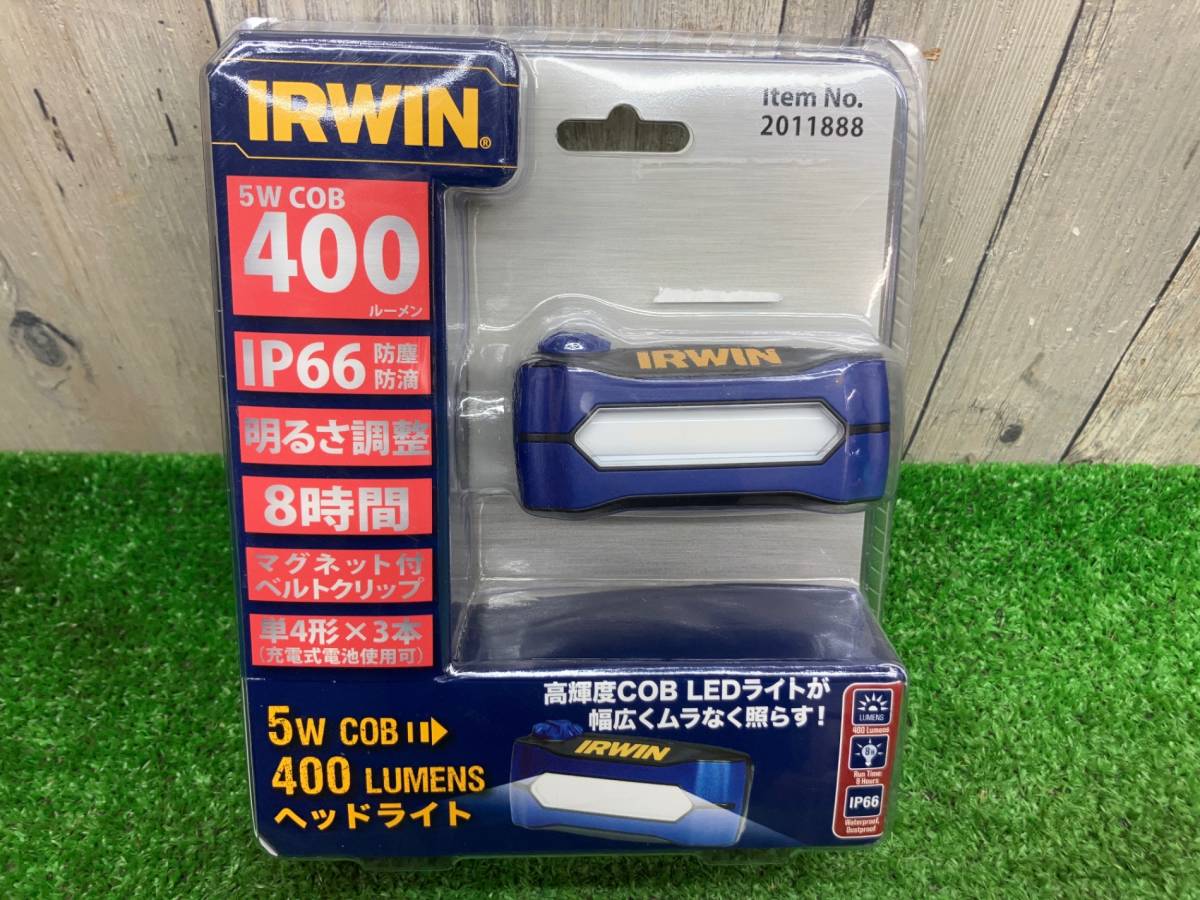 IRWIN®
Item No.
2011888
5W COB
400
ルーメン
IP66 防塵
防滴
明るさ調整
8時間
マグネット付
ベルトクリップ
単4形×3本
(充電式電池使用可)
IRWIN
高輝度COB LEDライトが
幅広くムラなく照らす!
5W COB
400 LUMENS
ヘッドライト
IRWIN
LUMENS
400 Lumens
8H
Run Time:
8 Hours
IP66
Waterproof,
Dustproof